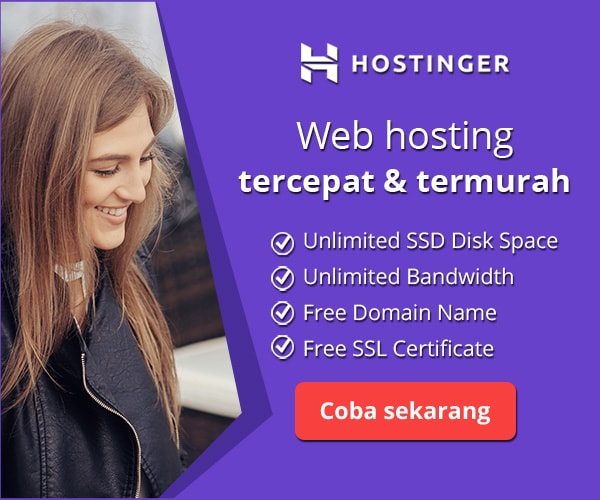 HOSTINGER
Web hosting
tercepat & termurah
Unlimited SSD Disk Space
Unlimited Bandwidth
Free Domain Name
Free SSL Certificate
Coba sekarang